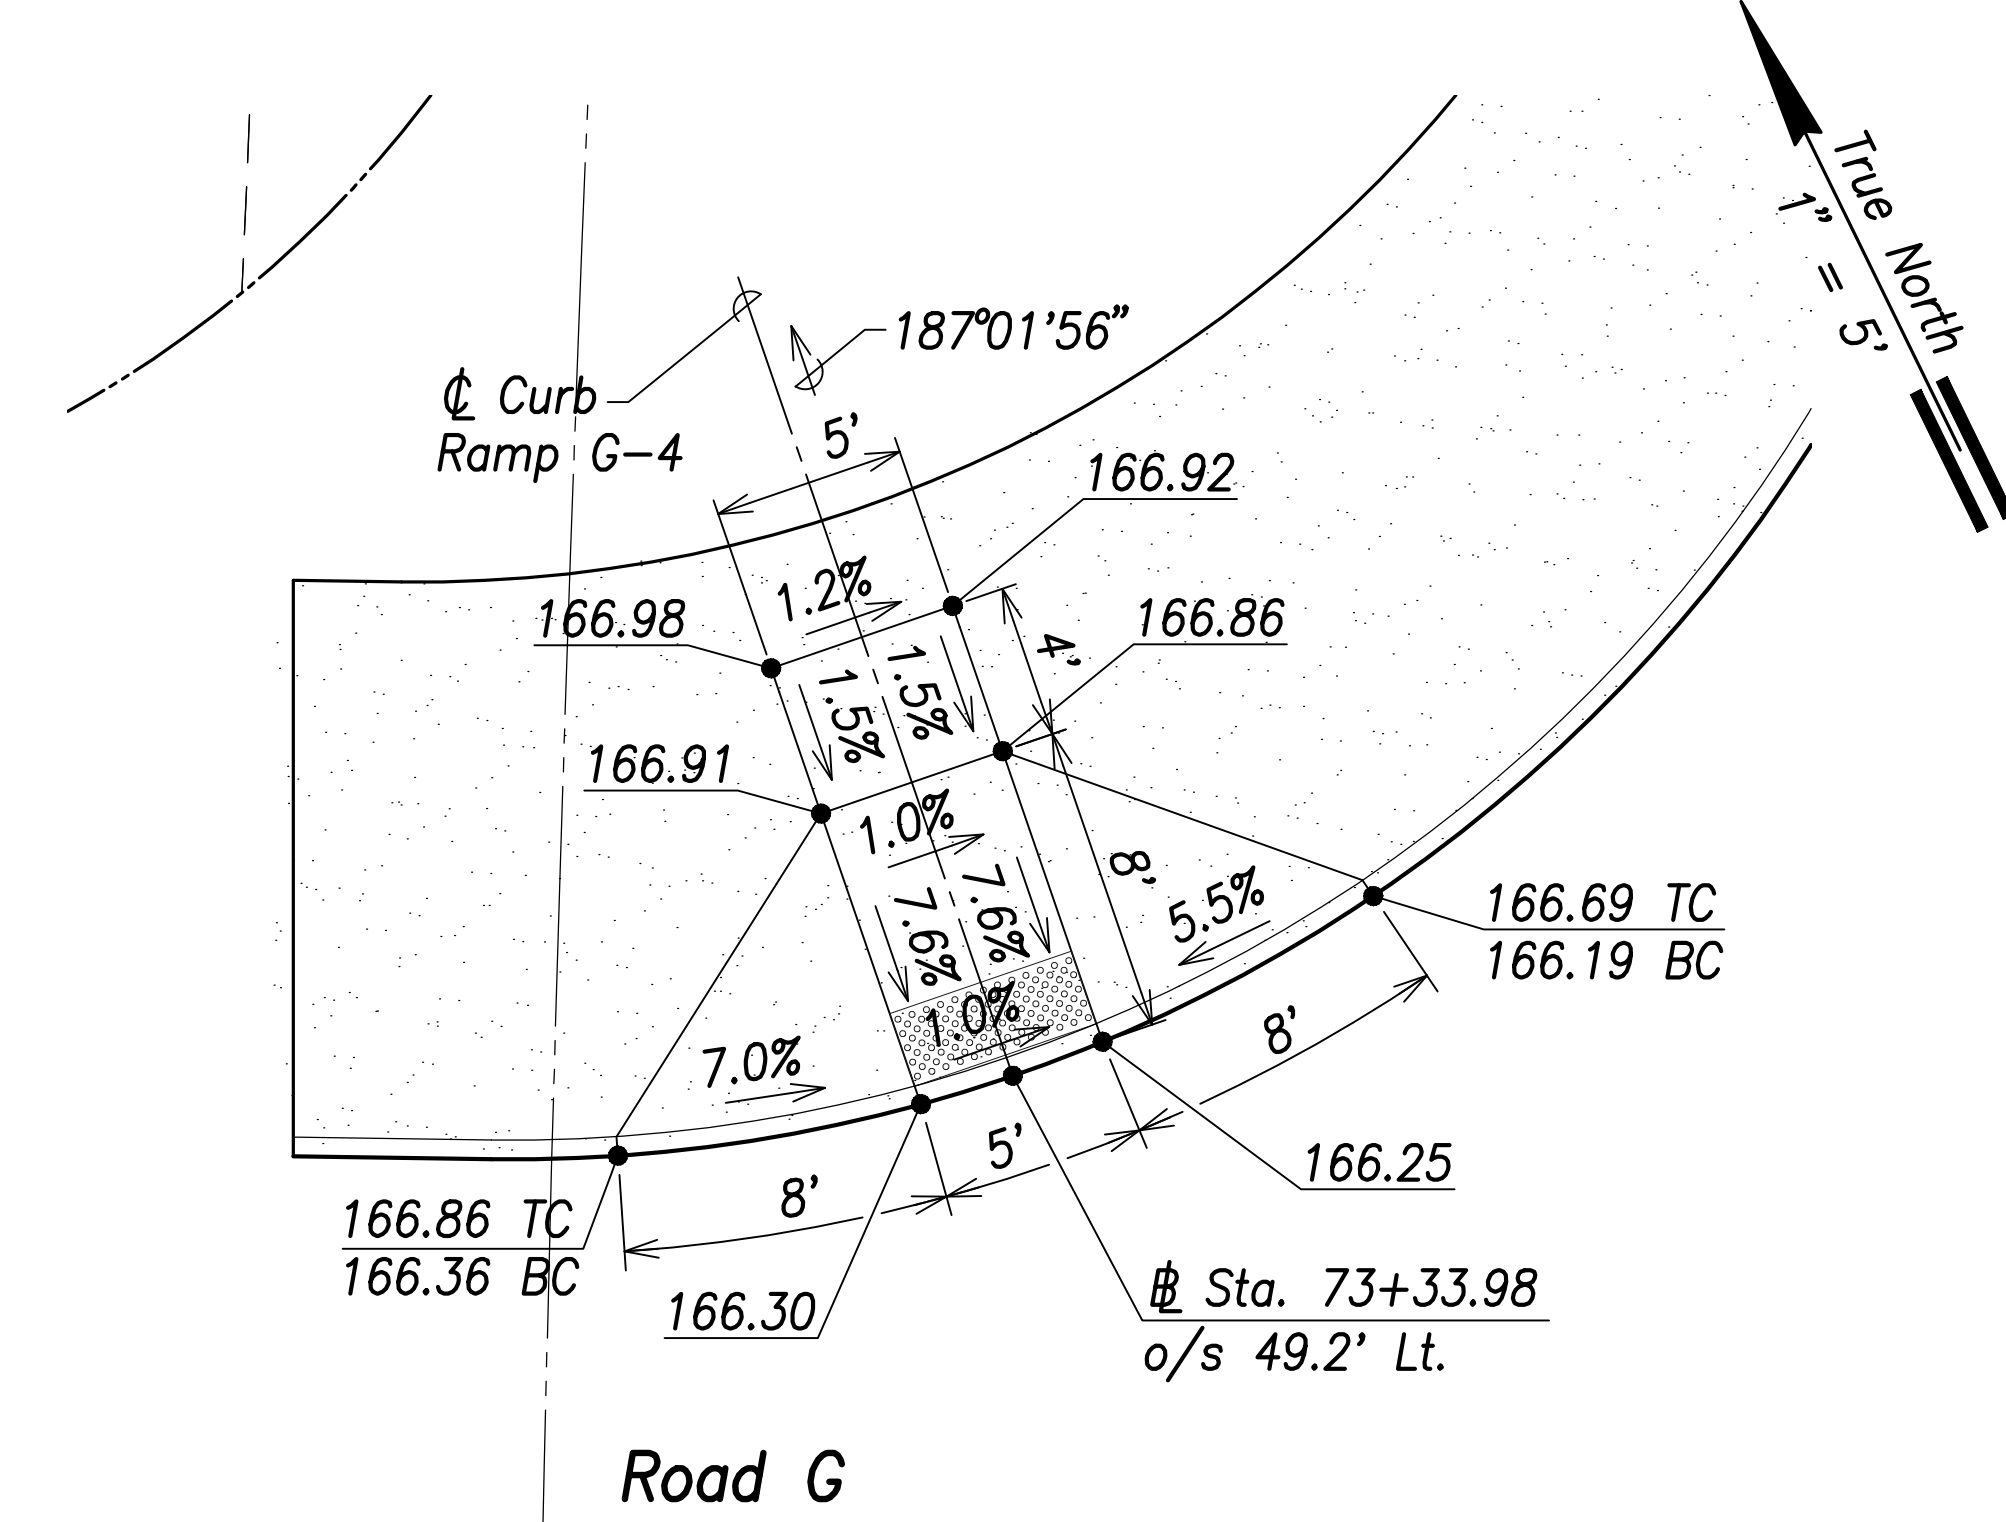 True North
1” = 5’
187°01’56”
℄ Curb
Ramp G-4
5’
166.92
1.2%
166.98
166.86
4’
1.5%
1.5%
166.91
1.0%
8’
7.6%
7.6%
5.5%
166.69 TC
166.19 BC
1.0%
7.0%
8’
5’
8’
166.25
166.86 TC
166.36 BC
166.30
BL Sta. 73+33.98
o/s 49.2’ Lt.
Road G